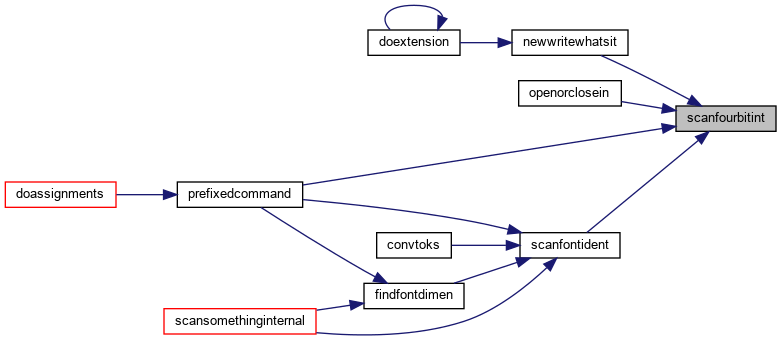 doextension
newwritewhatsit
openorclosein
scanfourbitint
doassignments
prefixedcommand
convtoks
scanfontident
findfontdimen
scansomethinginternal